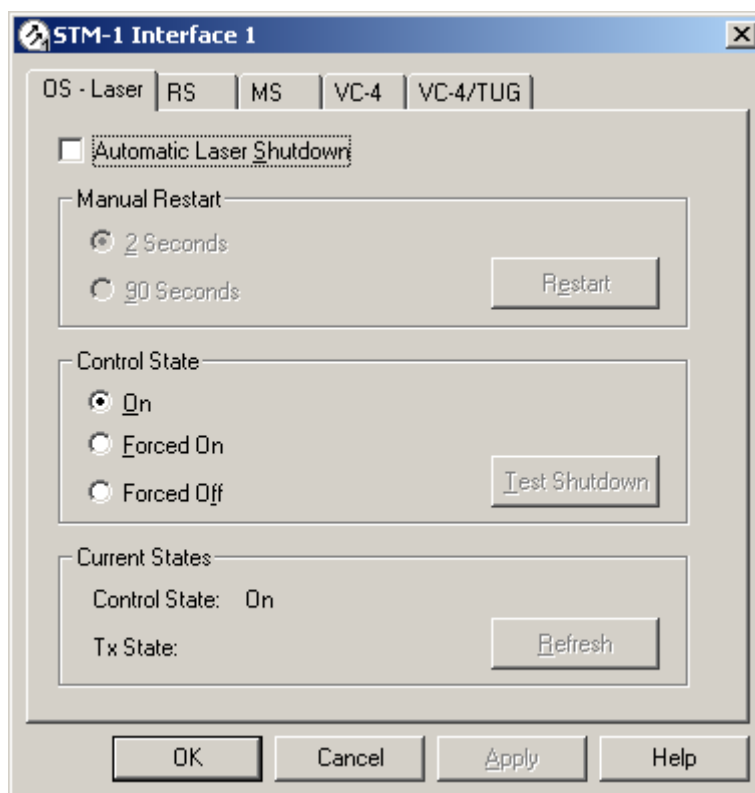 STM-1 Interface 1
OS - Laser RS MS VC-4 VC-4/TUG
Automatic Laser Shutdown
Manual Restart
2 Seconds
90 Seconds
Restart
Control State
On
Forced On
Forced Off
Test Shutdown
Current States
Control State: On
Tx State:
Refresh
OK Cancel Apply Help